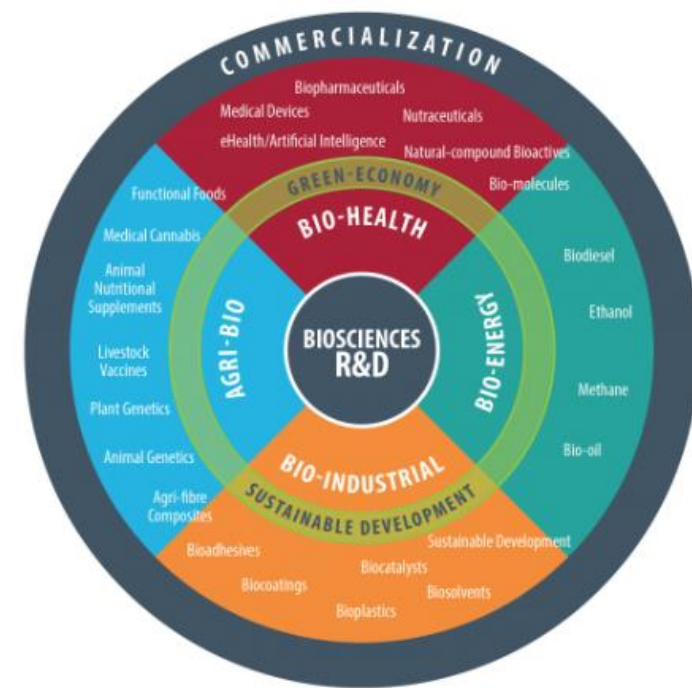 COMMERCIALIZATION
Biopharmaceuticals
Medical Devices
Nutraceuticals
eHealth/Artificial Intelligence
Natural-compound Bioactives
Bio-molecules
GREEN-ECONOMY
BIO-HEALTH
Functional Foods
Medical Cannabis
Animal
Nutritional
Supplements
Livestock
Vaccines
Plant Genetics
Animal Genetics
Agri-fibre
Composites
AGRI-BIO
BIOSCIENCES
R&D
BIO-ENERGY
Biodiesel
Ethanol
Methane
Bio-oil
BIO-INDUSTRIAL
SUSTAINABLE DEVELOPMENT
Sustainable Development
Bioadhesives
Biocatalysts
Biocoatings
Biosolvents
Bioplastics